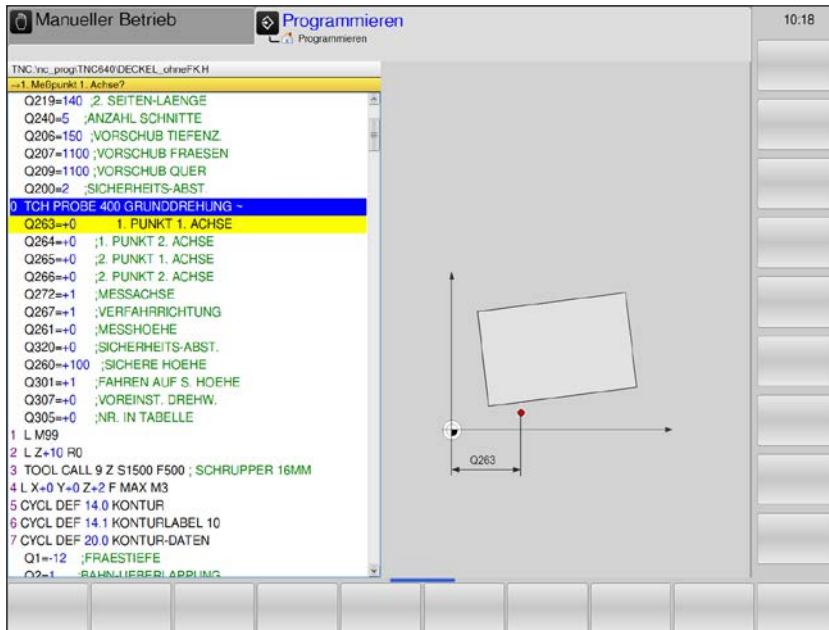 Manueller Betrieb
Programmieren
Programmieren
10:18
TNC:\nc_prog\TNC640\DECKEL_ohneFK.H
→1. Meßpunkt 1. Achse?
Q219=140 ;2. SEITEN-LAENGE
Q240=5 ;ANZAHL SCHNITTE
Q206=150 ;VORSCHUB TIEFENZ.
Q207=1100 ;VORSCHUB FRAESEN
Q209=1100 ;VORSCHUB QUER
Q200=2 ;SICHERHEITS-ABST.
0 TCH PROBE 400 GRUNDDREHUNG ~
Q263=+0 1. PUNKT 1. ACHSE
Q264=+0 ;1. PUNKT 2. ACHSE
Q265=+0 ;2. PUNKT 1. ACHSE
Q266=+0 ;2. PUNKT 2. ACHSE
Q272=+1 ;MESSACHSE
Q267=+1 ;VERFAHRRICHTUNG
Q261=+0 ;MESSHOEHE
Q320=+0 ;SICHERHEITS-ABST.
Q260=+100 ;SICHERE HOEHE
Q301=+1 ;FAHREN AUF S. HOEHE
Q307=+0 ;VOREINST. DREHW.
Q305=+0 ;NR. IN TABELLE
1 L M99
2 L Z+10 R0
3 TOOL CALL 9 Z S1500 F500 ; SCHRUPPER 16MM
4 L X+0 Y+0 Z+2 F MAX M3
5 CYCL DEF 14.0 KONTUR
6 CYCL DEF 14.1 KONTURLABEL 10
7 CYCL DEF 20.0 KONTUR-DATEN
Q1=-12 ;FRAESTIEFE
Q2=1 ;BAHN-UEBERLAPPUNG
Q263